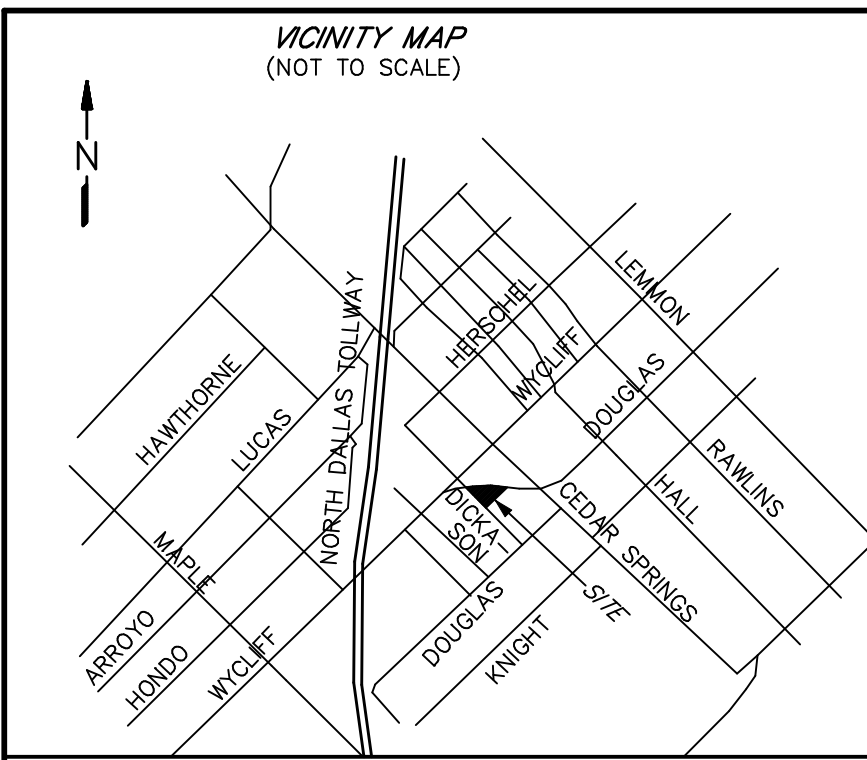 VICINITY MAP
(NOT TO SCALE)
N
LEMMON
HERSCHEL
NORTH DALLAS TOLLWAY
WYCLIFF
HAWTHORNE
DOUGLAS
LUCAS
RAWLINS
HALL
CEDAR SPRINGS
DICKA-
SON
MAPLE
SITE
DOUGLAS
ARROYO
KNIGHT
HONDO
WYCLIFF